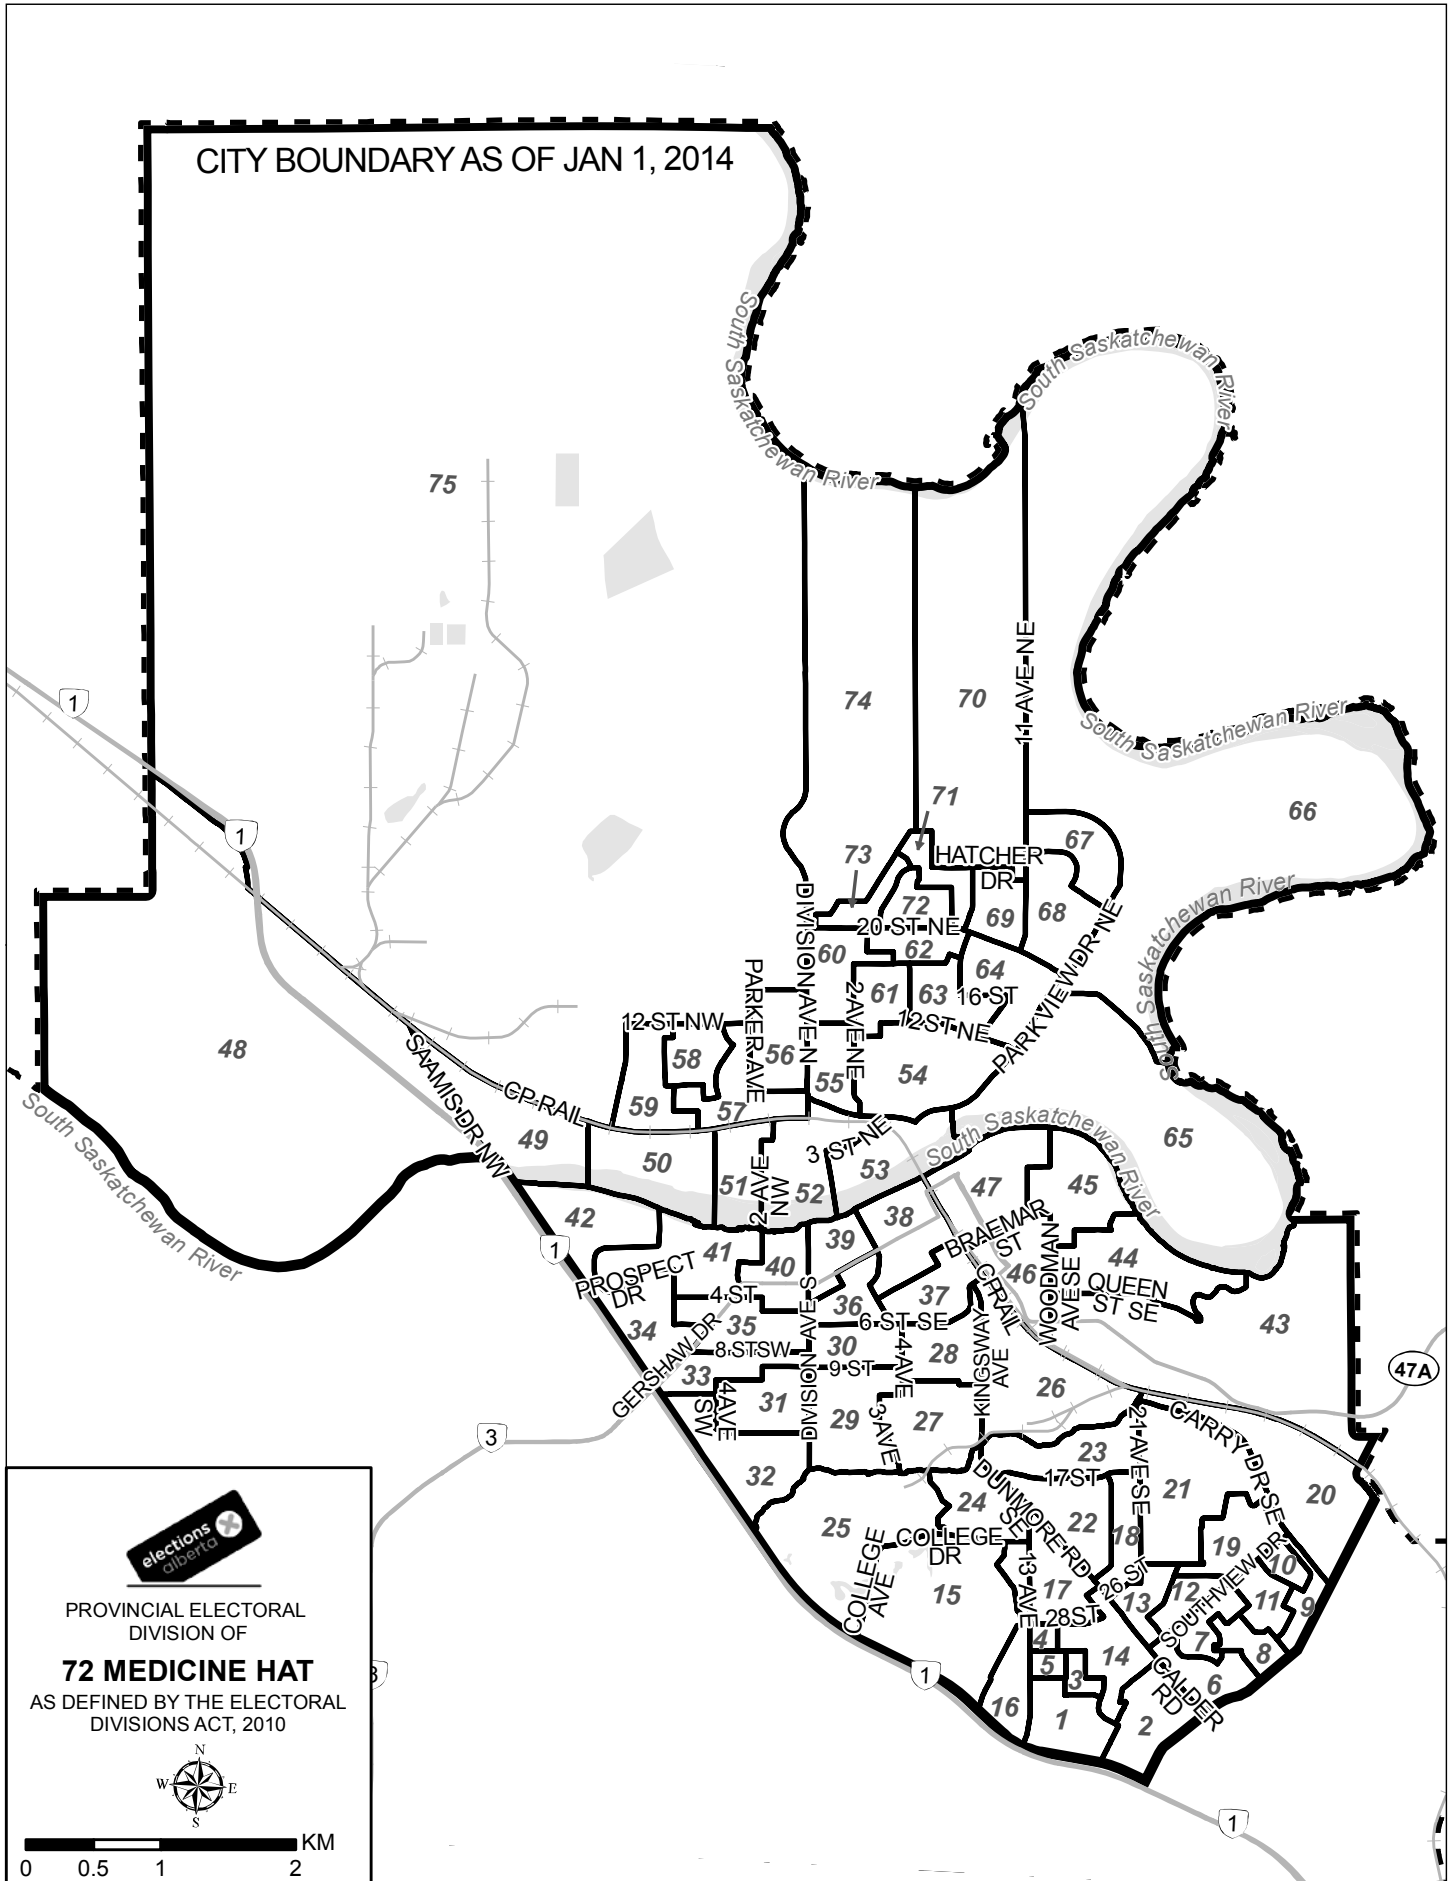 CITY BOUNDARY AS OF JAN 1, 2014
South Saskatchewan River
South Saskatchewan River
75
11 AVE NE
1
74
70
South Saskatchewan River
71
66
1
67
73
HATCHER
DR
South Saskatchewan River
72
69
68
20 ST NE
DIVISION AVE N
60
62
PARKVIEW DR NE
PARKER AVE
64
61
63
16 ST
2 AVE NE
12 ST NW
12 ST NE
48
58
56
54
55
SAAMIS DR NW
CP RAIL
59
57
South Saskatchewan River
49
3 ST NE
South Saskatchewan River
65
50
53
51
2 AVE
NW
52
47
45
42
38
BRAEMAR
ST
1
41
39
40
46
WOODMAN
AVE SE
44
PROSPECT
DR
CP RAIL
QUEEN
ST SE
4 ST
36
37
43
34
35
6 ST SE
DIVISION AVE S
GERSHAW DR
8 ST SW
30
28
KINGSWAY
AVE
33
9 ST
4 AVE
26
47A
4 AVE
SW
31
29
3 AVE
27
CARRY DR SE
3
21 AVE SE
23
32
DUNMORE RD
SE
17 ST
21
20
24
25
22
18
COLLEGE
DR
19
10
COLLEGE
AVE
15
13 AVE
17
26 ST
13
12
SOUTHVIEW DR
11
9
28 ST
4
7
8
14
5
3
CALDER
RD
6
1
16
1
2
3
1
elections
alberta
PROVINCIAL ELECTORAL
DIVISION OF
72 MEDICINE HAT
AS DEFINED BY THE ELECTORAL
DIVISIONS ACT, 2010
N
W E
S
KM
0 0.5 1 2